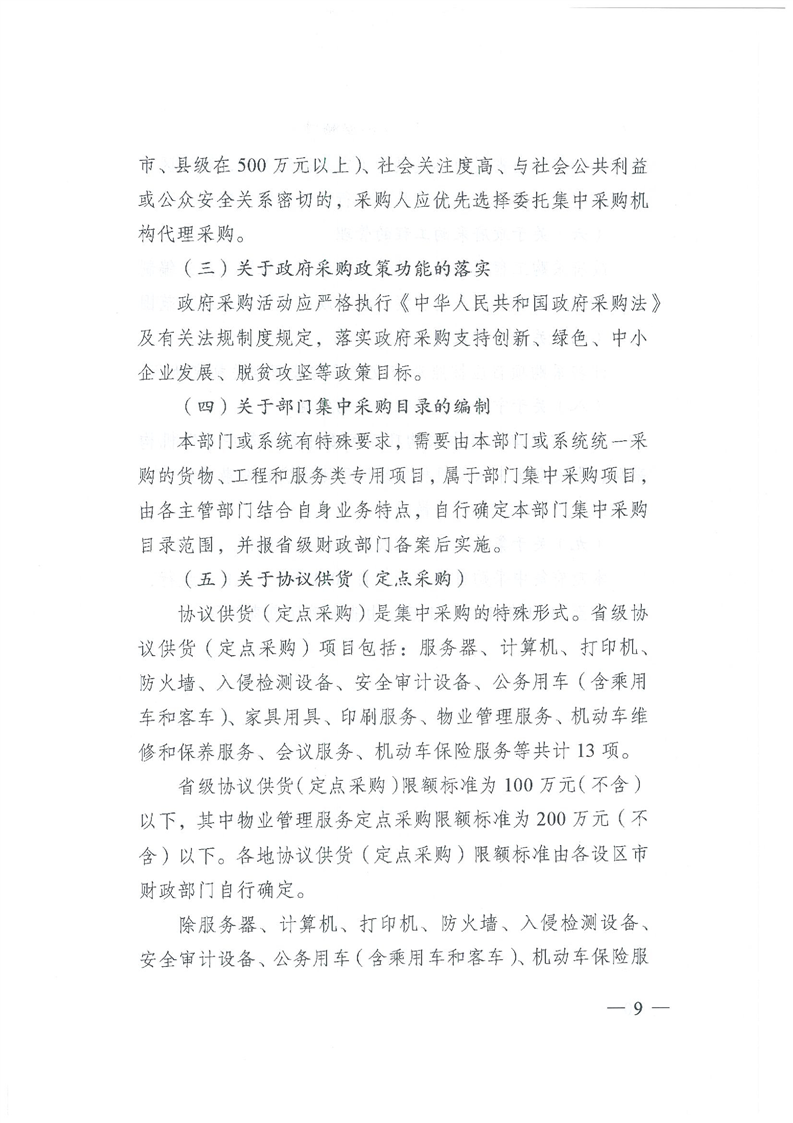 市、县级在 500 万元以上）、社会关注度高、与社会公共利益
或公众安全关系密切的，采购人应优先选择委托集中采购机
构代理采购。
（三）关于政府采购政策功能的落实
政府采购活动应严格执行《中华人民共和国政府采购法》
及有关法规制度规定，落实政府采购支持创新、绿色、中小
企业发展、脱贫攻坚等政策目标。
（四）关于部门集中采购目录的编制
本部门或系统有特殊要求，需要由本部门或系统统一采
购的货物、工程和服务类专用项目，属于部门集中采购项目，
由各主管部门结合自身业务特点，自行确定本部门集中采购
目录范围，并报省级财政部门备案后实施。
（五）关于协议供货（定点采购）
协议供货（定点采购）是集中采购的特殊形式。省级协
议供货（定点采购）项目包括：服务器、计算机、打印机、
防火墙、入侵检测设备、安全审计设备、公务用车（含乘用
车和客车）、家具用具、印刷服务、物业管理服务、机动车维
修和保养服务、会议服务、机动车保险服务等共计 13 项。
省级协议供货（定点采购）限额标准为 100 万元（不含）
以下，其中物业管理服务定点采购限额标准为 200 万元（不
含）以下。各地协议供货（定点采购）限额标准由各设区市
财政部门自行确定。
除服务器、计算机、打印机、防火墙、入侵检测设备、
安全审计设备、公务用车（含乘用车和客车）、机动车保险服
— 9 —